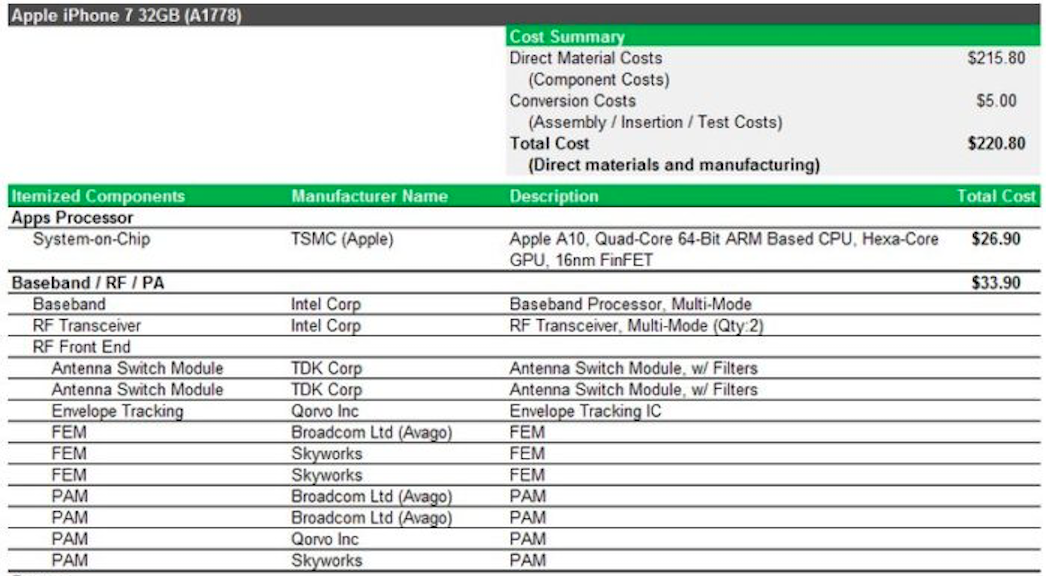 Apple iPhone 7 32GB (A1778)
Cost Summary
Direct Material Costs $215.80
(Component Costs)
Conversion Costs $5.00
(Assembly / Insertion / Test Costs)
Total Cost $220.80
(Direct materials and manufacturing)
Itemized Components Manufacturer Name Description Total Cost
Apps Processor
System-on-Chip TSMC (Apple) Apple A10, Quad-Core 64-Bit ARM Based CPU, Hexa-Core $26.90
GPU, 16nm FinFET
Baseband / RF / PA $33.90
Baseband Intel Corp Baseband Processor, Multi-Mode
RF Transceiver Intel Corp RF Transceiver, Multi-Mode (Qty:2)
RF Front End
Antenna Switch Module TDK Corp Antenna Switch Module, w/ Filters
Antenna Switch Module TDK Corp Antenna Switch Module, w/ Filters
Envelope Tracking Qorvo Inc Envelope Tracking IC
FEM Broadcom Ltd (Avago) FEM
FEM Skyworks FEM
FEM Skyworks FEM
PAM Broadcom Ltd (Avago) PAM
PAM Broadcom Ltd (Avago) PAM
PAM Qorvo Inc PAM
PAM Skyworks PAM